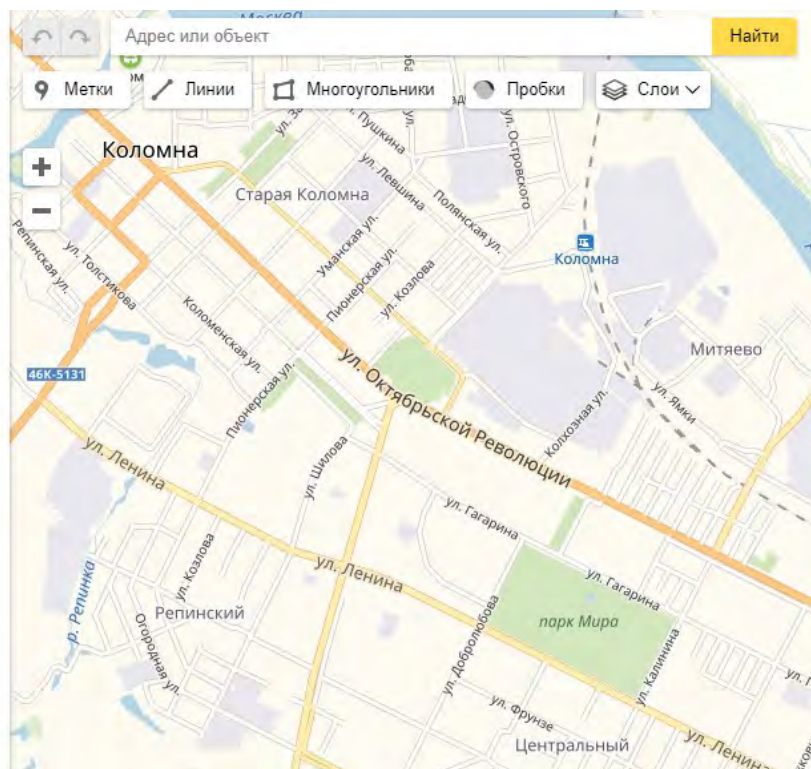 Москва
Адрес или объект
Найти
Метки
Линии
Многоугольники
Пробки
Слои
ул. Пушкина
ул. Островского
Коломна
ул. Левшина
Старая Коломна
Полянская ул.
Уманская ул.
Пионерская ул.
ул. Козлова
Репинская ул.
ул. Толстикова
Коломна
Коломенская ул.
Митяево
46К-5131
ул. Октябрьской Революции
Пионерская ул.
ул. Ямки
Колхозная ул.
ул. Ленина
ул. Шилова
ул. Гагарина
ул. Козлова
ул. Ленина
ул. Гагарина
р. Репинка
Репинский
парк Мира
Огородная ул.
ул. Добролюбова
ул. Калинина
ул. Фрунзе
Центральный
ул. Ленина